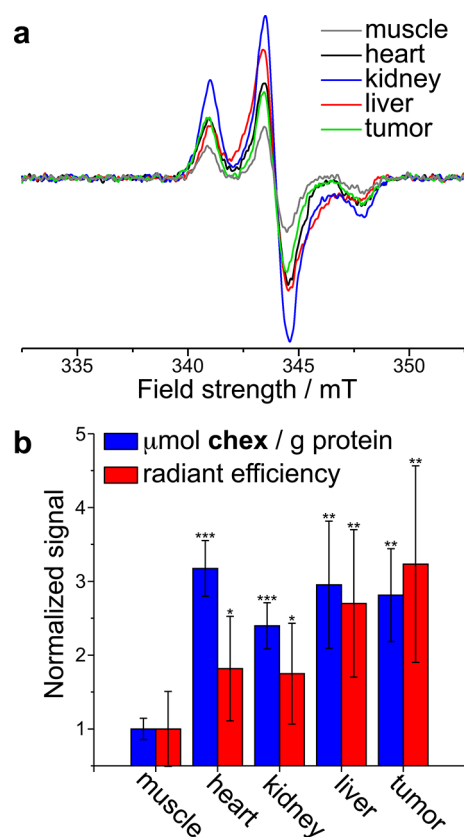 a
muscle
heart
kidney
liver
tumor
335 340 345 350
Field strength / mT
b
μmol chex / g protein
radiant efficiency
Normalized signal
5
4
3
2
1
*** * *** * ** ** ** **
muscle heart kidney liver tumor